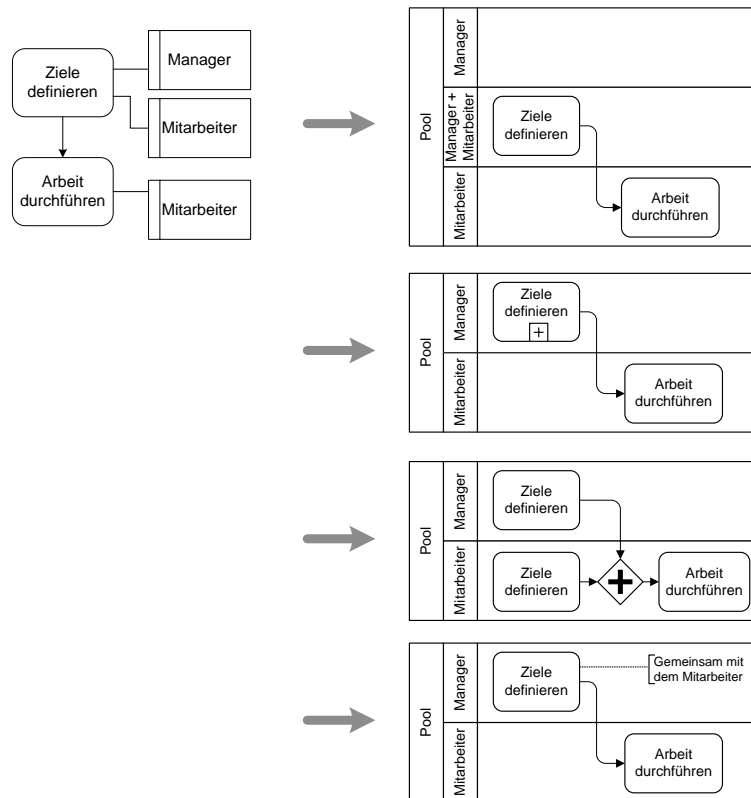 Ziele
definieren
Manager
Mitarbeiter
Arbeit
durchführen
Mitarbeiter
Pool
Manager
Manager +
Mitarbeiter
Mitarbeiter
Ziele
definieren
Arbeit
durchführen
Pool
Manager
Mitarbeiter
Ziele
definieren
+
Arbeit
durchführen
Pool
Manager
Mitarbeiter
Ziele
definieren
Ziele
definieren
Arbeit
durchführen
Pool
Manager
Mitarbeiter
Ziele
definieren
Gemeinsam mit
dem Mitarbeiter
Arbeit
durchführen